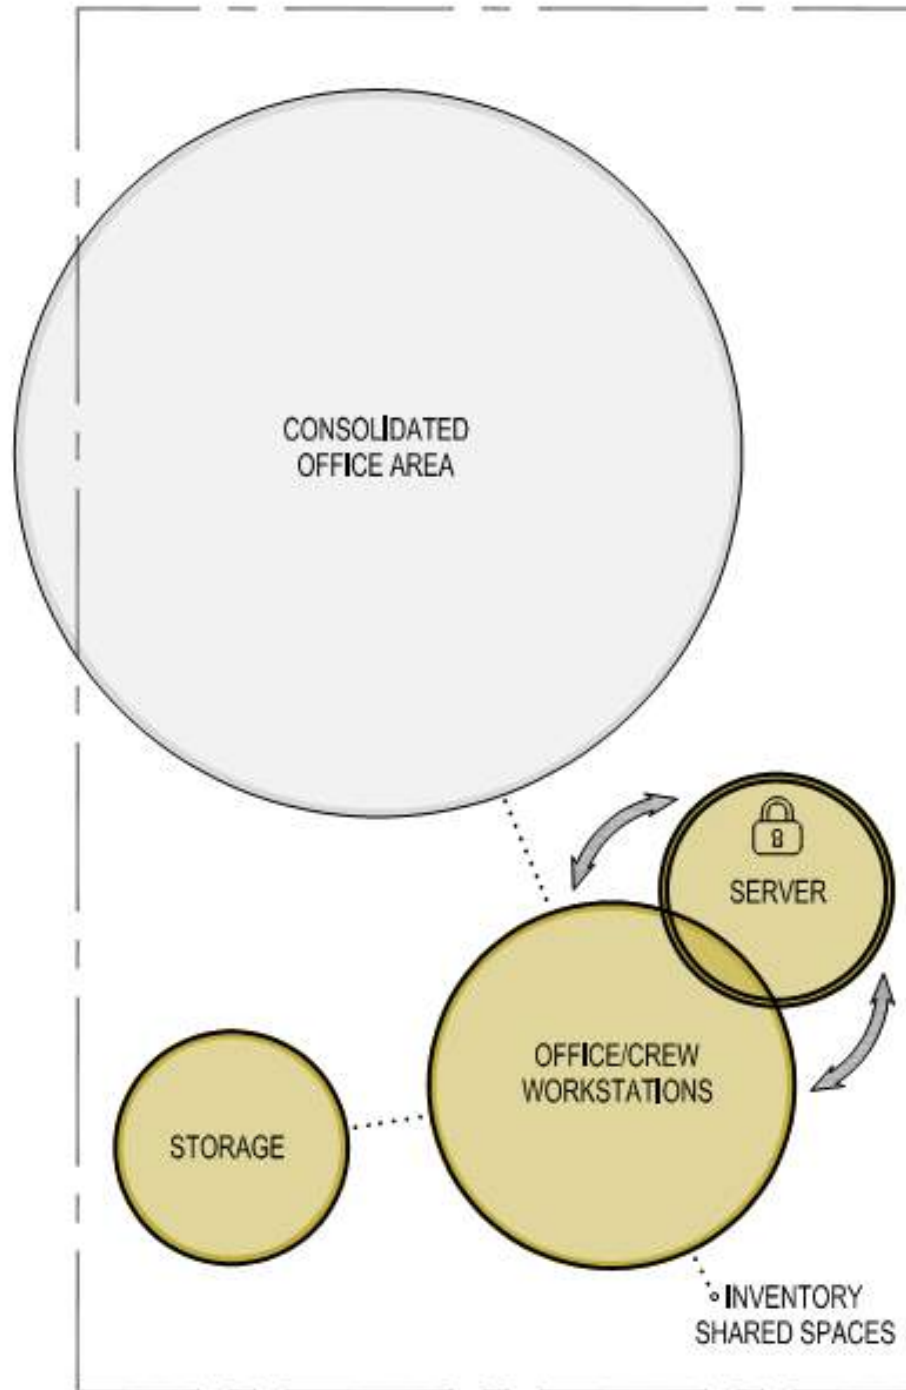 CONSOLIDATED
OFFICE AREA
SERVER
OFFICE/CREW
WORKSTATIONS
STORAGE
INVENTORY
SHARED SPACES